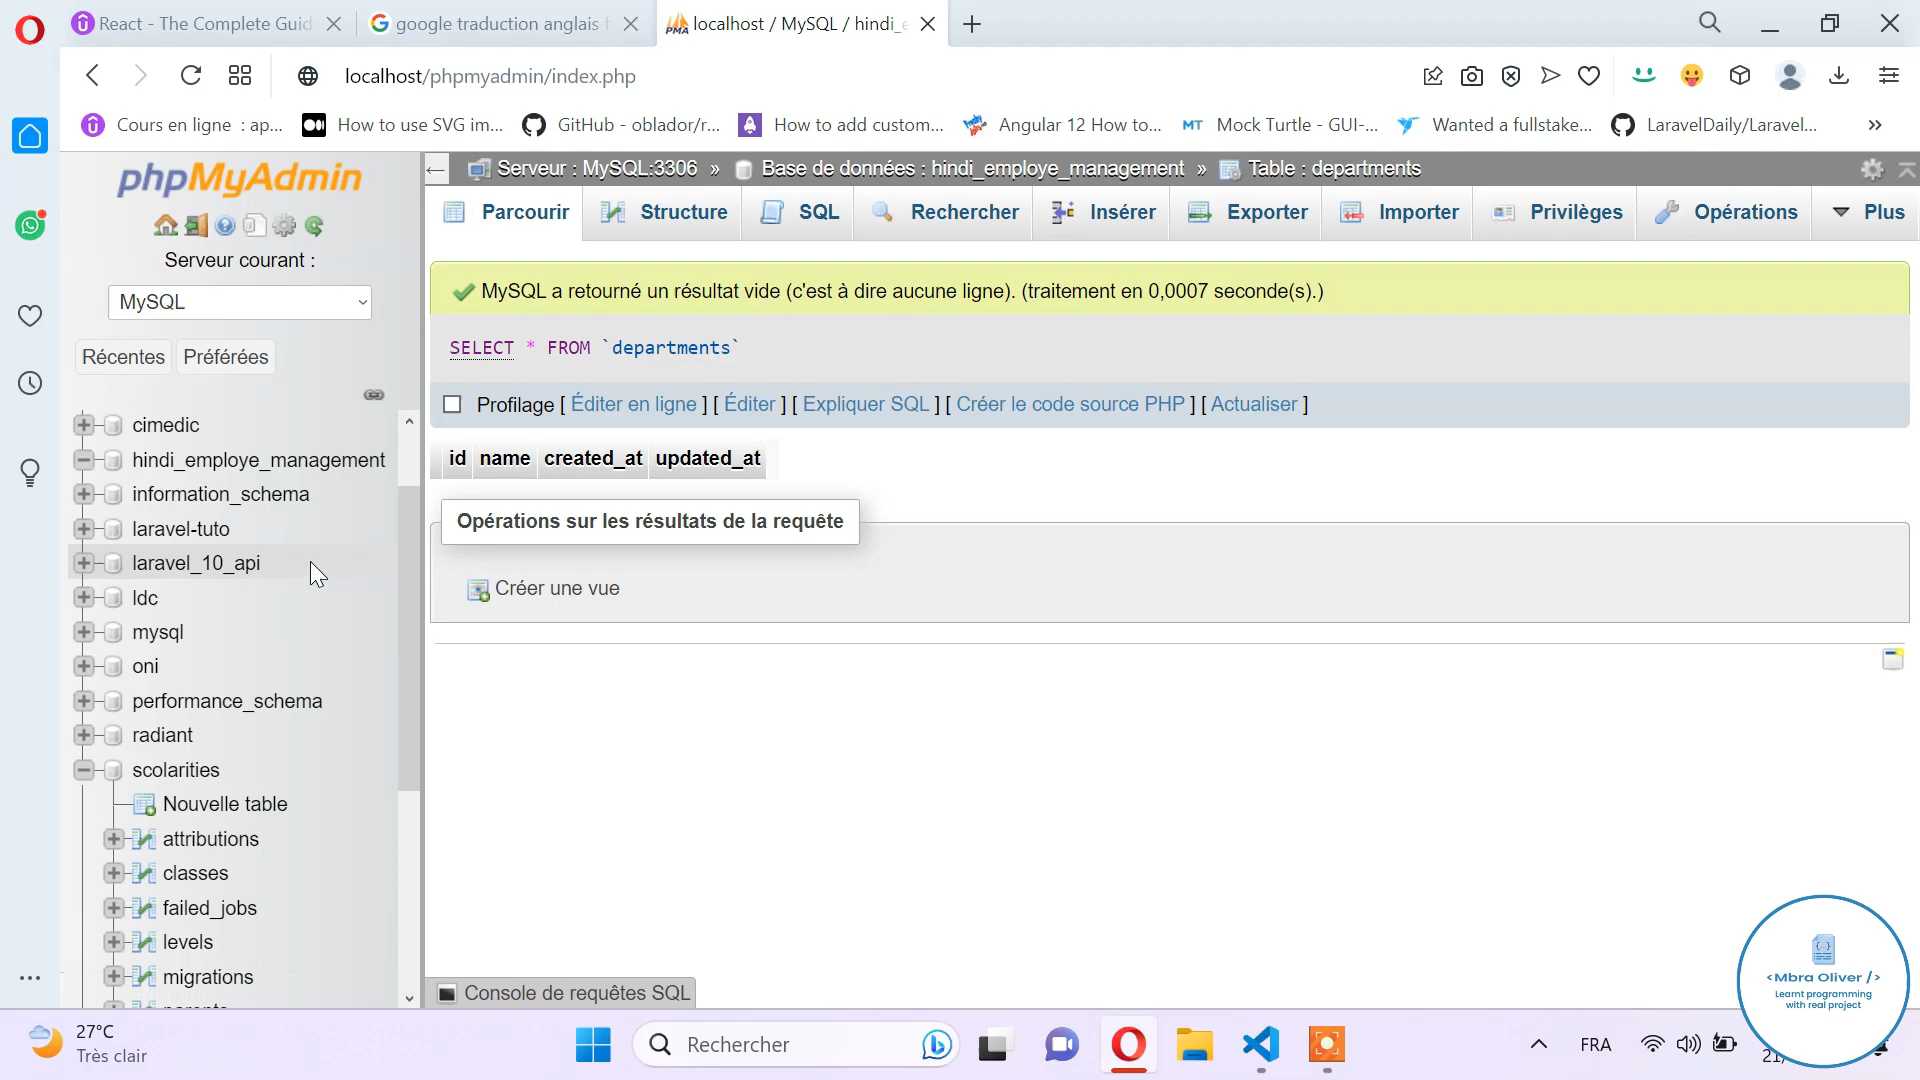 React - The Complete Guid
google traduction anglais f
localhost / MySQL / hindi_e
localhost/phpmyadmin/index.php
Cours en ligne : ap...
How to use SVG im...
GitHub - oblador/r...
How to add custom...
Angular 12 How to...
MT Mock Turtle - GUI-...
Wanted a fullstake...
LaravelDaily/Laravel...
phpMyAdmin
Serveur courant :
MySQL
Récentes Préférées
cimedic
hindi_employe_management
information_schema
laravel-tuto
laravel_10_api
ldc
mysql
oni
performance_schema
radiant
scolarities
Nouvelle table
attributions
classes
failed_jobs
levels
migrations
Serveur : MySQL:3306 » Base de données : hindi_employe_management » Table : departments
Parcourir Structure SQL Rechercher Insérer Exporter Importer Privilèges Opérations Plus
MySQL a retourné un résultat vide (c'est à dire aucune ligne). (traitement en 0,0007 seconde(s).)
SELECT * FROM `departments`
Profilage [ Éditer en ligne ] [ Éditer ] [ Expliquer SQL ] [ Créer le code source PHP ] [ Actualiser ]
id name created_at updated_at
Opérations sur les résultats de la requête
Créer une vue
Console de requêtes SQL
<Mbra Oliver />
Learnt programming
with real project
27°C
Très clair
Rechercher
FRA